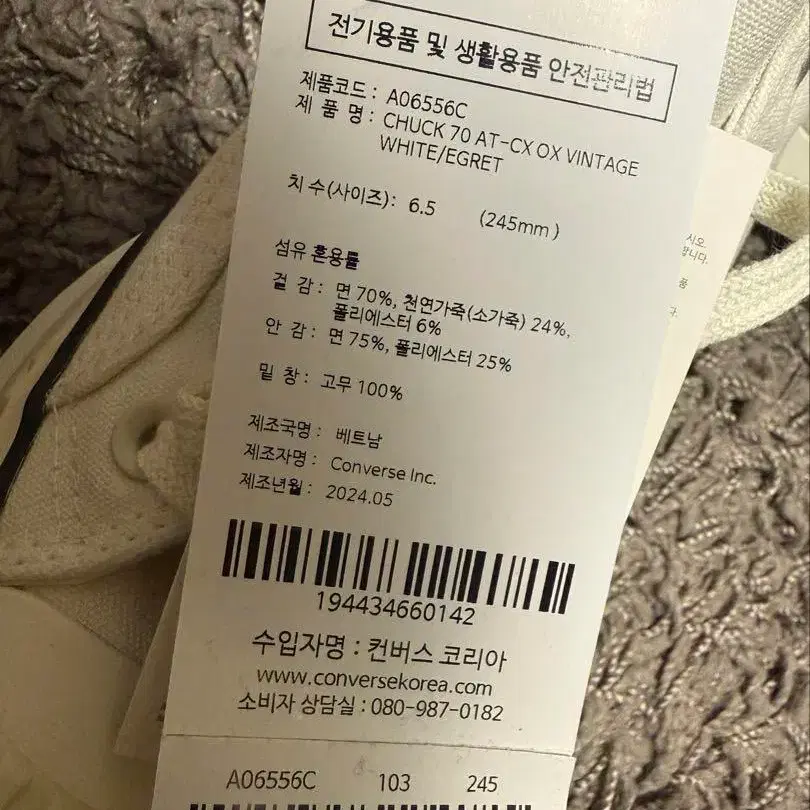 전기용품 및 생활용품 안전관리법
제품코드 : A06556C
제 품 명 : CHUCK 70 AT-CX OX VINTAGE
WHITE/EGRET
치 수(사이즈): 6.5 (245mm)
섬유 혼용률
겉 감 : 면 70%, 천연가죽(소가죽) 24%,
폴리에스터 6%
안 감 : 면 75%, 폴리에스터 25%
밑 창 : 고무 100%
제조국명 : 베트남
제조자명 : Converse Inc.
제조년월 : 2024.05
194434660142
수입자명 : 컨버스 코리아
www.conversekorea.com
소비자 상담실 : 080-987-0182
A06556C 103 245
시오.
합니다.
품